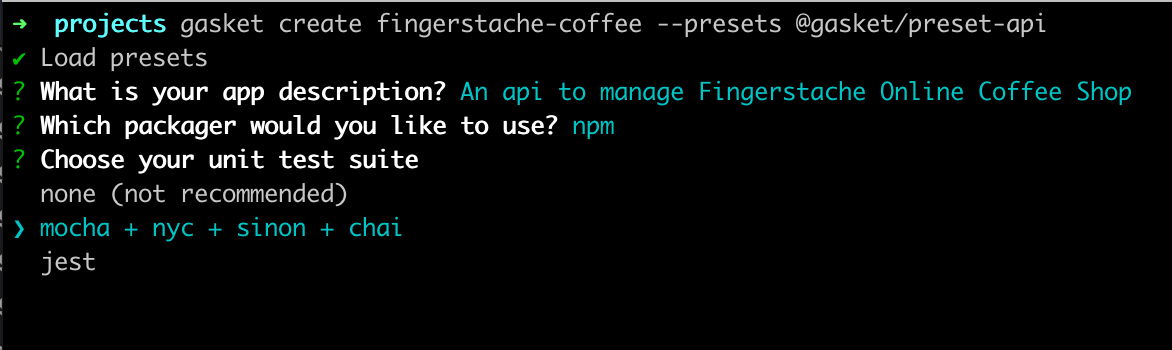 ➜ projects gasket create fingerstache-coffee --presets @gasket/preset-api
✔ Load presets
? What is your app description? An api to manage Fingerstache Online Coffee Shop
? Which packager would you like to use? npm
? Choose your unit test suite
none (not recommended)
❯ mocha + nyc + sinon + chai
jest